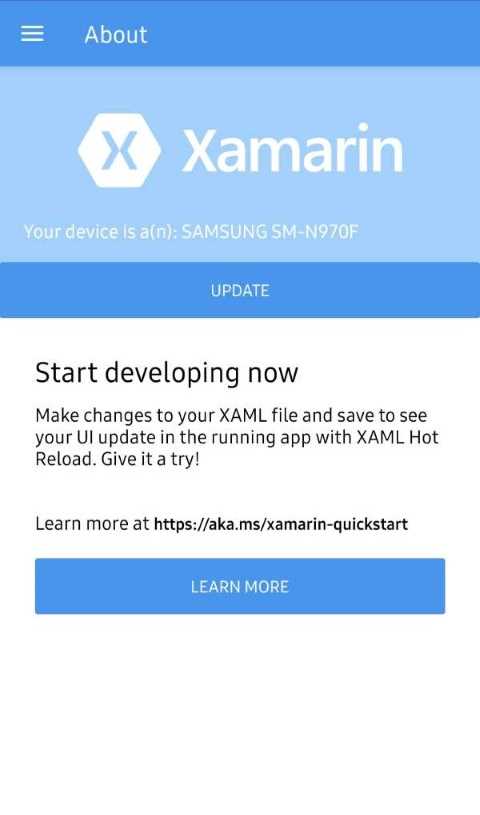 About
Xamarin
Your device is a(n): SAMSUNG SM-N970F
UPDATE
Start developing now
Make changes to your XAML file and save to see
your UI update in the running app with XAML Hot
Reload. Give it a try!
Learn more at https://aka.ms/xamarin-quickstart
LEARN MORE